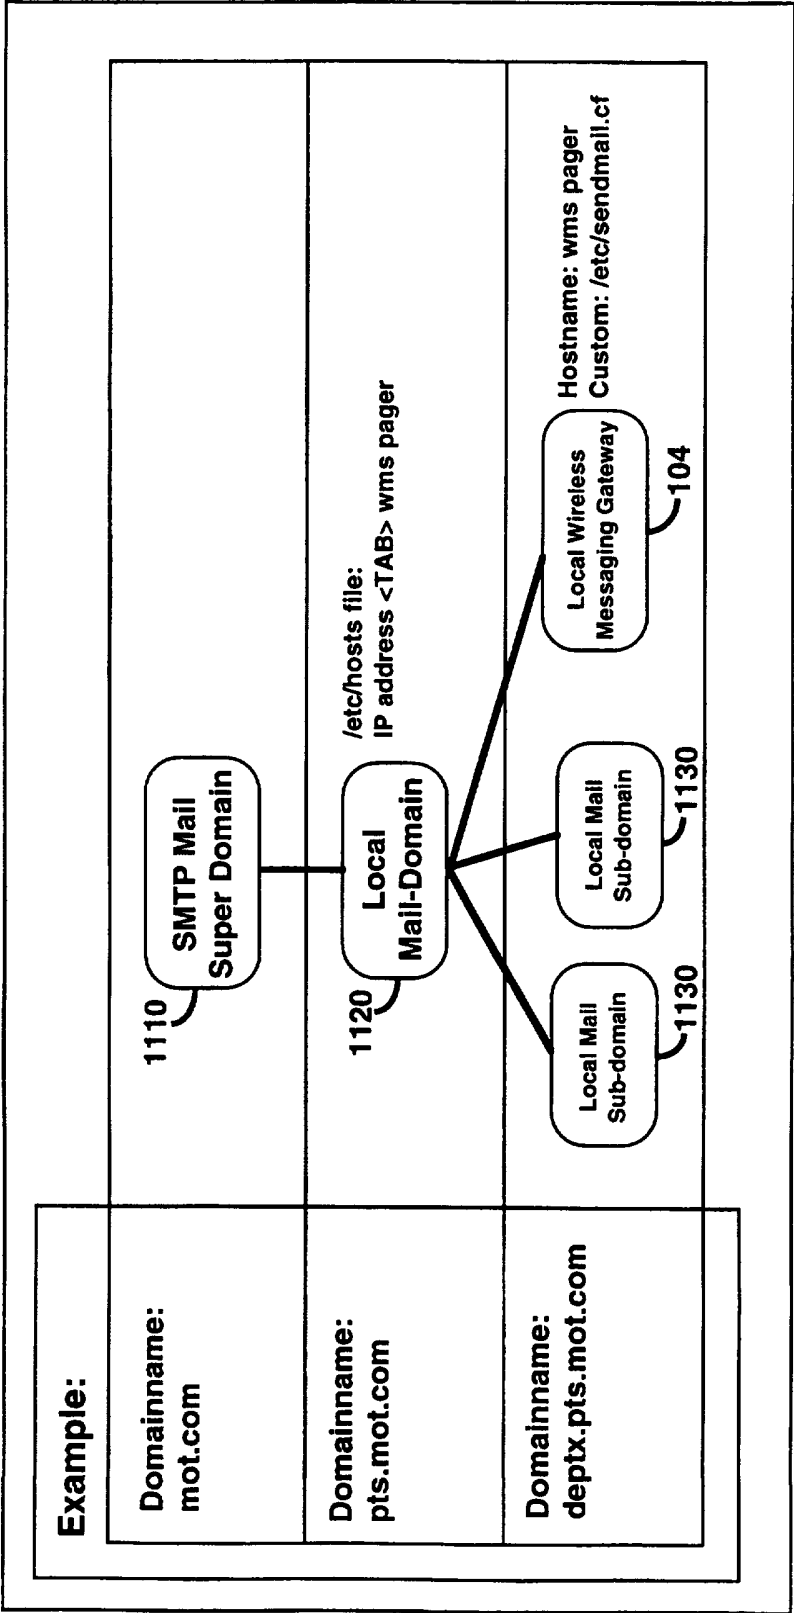 Example:
Domainname:
mot.com
1110
SMTP Mail
Super Domain
Domainname:
pts.mot.com
1120
Local
Mail-Domain
/etc/hosts file:
IP address <TAB> wms pager
Domainname:
deptx.pts.mot.com
Local Mail
Sub-domain
1130
Local Mail
Sub-domain
1130
Local Wireless
Messaging Gateway
104
Hostname: wms pager
Custom: /etc/sendmail.cf